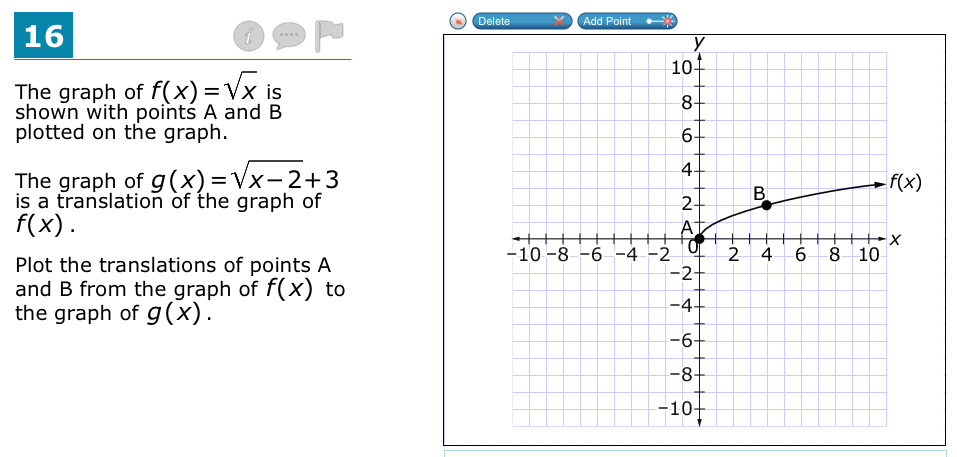 16
The graph of f(x)=√x is
shown with points A and B
plotted on the graph.
The graph of g(x)=√x−2+3
is a translation of the graph of
f(x).
Plot the translations of points A
and B from the graph of f(x) to
the graph of g(x).
Delete
Add Point
y
10
8
6
4
2
B
f(x)
A
0
x
−10 −8 −6 −4 −2 2 4 6 8 10
−2
−4
−6
−8
−10